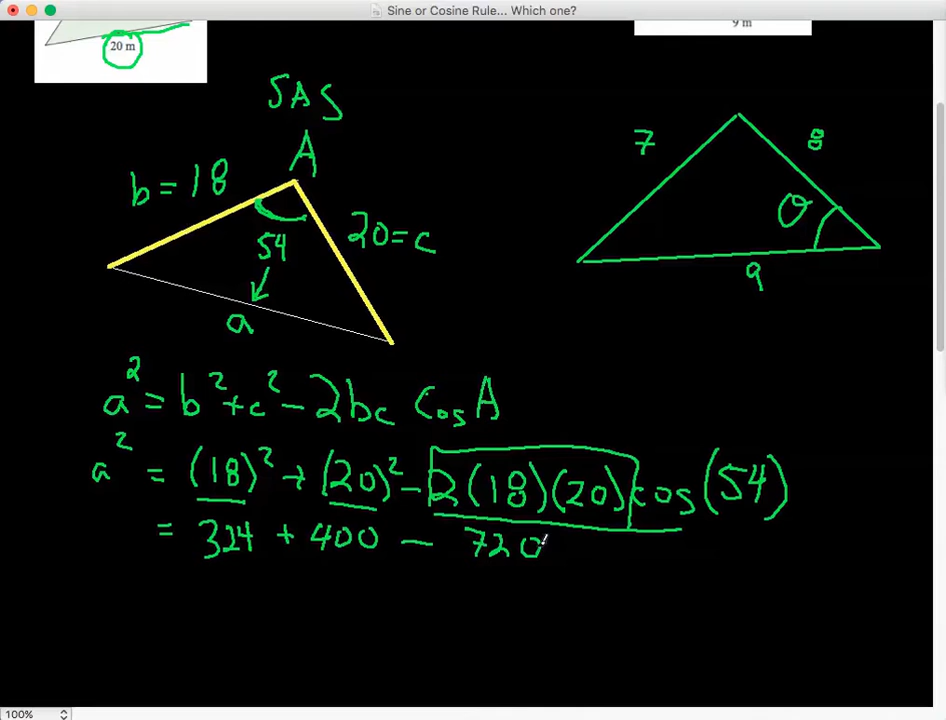 Sine or Cosine Rule... Which one?
20 m
9 m
SAS
A
b = 18
54
20 = c
a
7
8
θ
9
a² = b² + c² - 2bc cos A
a² = (18)² + (20)² - 2(18)(20) cos(54)
= 324 + 400 - 720
100%